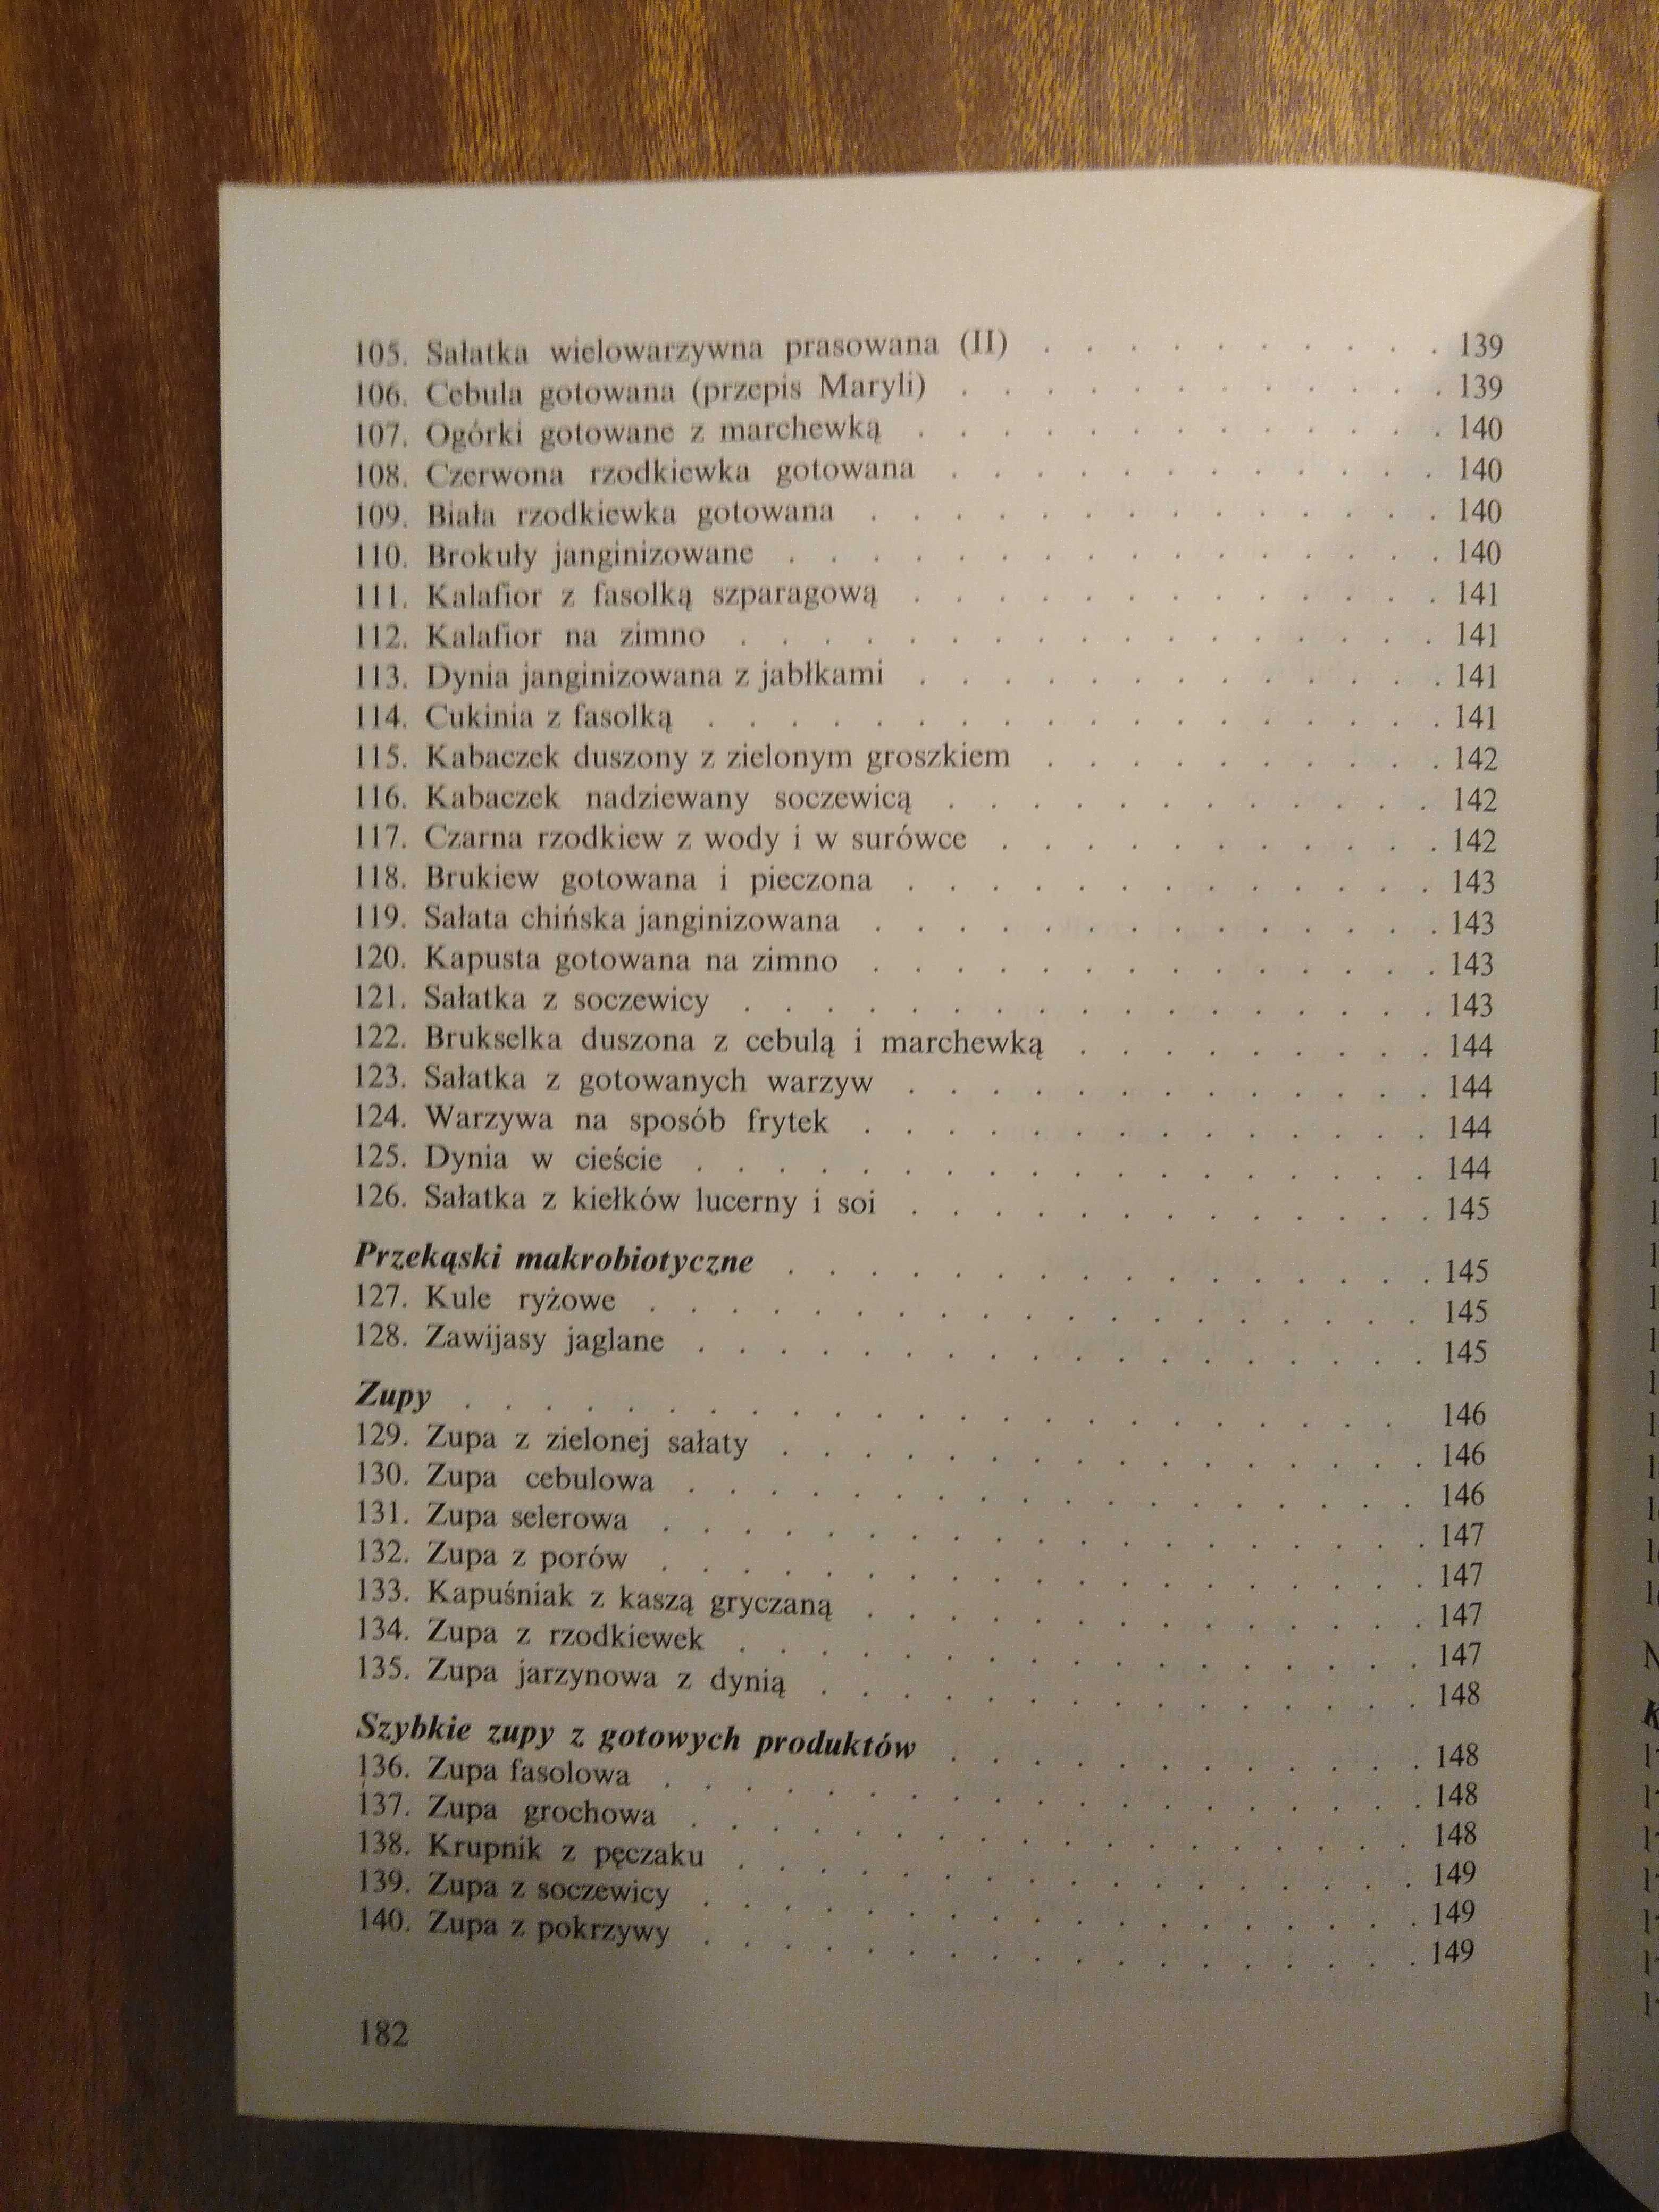 105. Sałatka wielowarzywna prasowana (II) . . . . . . . . . . 139
106. Cebula gotowana (przepis Maryli) . . . . . . . . . . . . 139
107. Ogórki gotowane z marchewką . . . . . . . . . . . . . 140
108. Czerwona rzodkiewka gotowana . . . . . . . . . . . . 140
109. Biała rzodkiewka gotowana . . . . . . . . . . . . . . 140
110. Brokuły janginizowane . . . . . . . . . . . . . . . . 140
111. Kalafior z fasolką szparagową . . . . . . . . . . . . . 141
112. Kalafior na zimno . . . . . . . . . . . . . . . . . 141
113. Dynia janginizowana z jabłkami . . . . . . . . . . . . . 141
114. Cukinia z fasolką . . . . . . . . . . . . . . . . . . 141
115. Kabaczek duszony z zielonym groszkiem . . . . . . . . . . 142
116. Kabaczek nadziewany soczewicą . . . . . . . . . . . . 142
117. Czarna rzodkiew z wody i w surówce . . . . . . . . . . . 142
118. Brukiew gotowana i pieczona . . . . . . . . . . . . . 143
119. Sałata chińska janginizowana . . . . . . . . . . . . . . 143
120. Kapusta gotowana na zimno . . . . . . . . . . . . . . 143
121. Sałatka z soczewicy . . . . . . . . . . . . . . . . . 143
122. Brukselka duszona z cebulą i marchewką . . . . . . . . . 144
123. Sałatka z gotowanych warzyw . . . . . . . . . . . . . 144
124. Warzywa na sposób frytek . . . . . . . . . . . . . . 144
125. Dynia w cieście . . . . . . . . . . . . . . . . . . 144
126. Sałatka z kiełków lucerny i soi . . . . . . . . . . . . . 145
Przekąski makrobiotyczne . . . . . . . . . . . . . . . . 145
127. Kule ryżowe . . . . . . . . . . . . . . . . . . . 145
128. Zawijasy jaglane . . . . . . . . . . . . . . . . . . 145
Zupy . . . . . . . . . . . . . . . . . . . . . . . 146
129. Zupa z zielonej sałaty . . . . . . . . . . . . . . . . 146
130. Zupa cebulowa . . . . . . . . . . . . . . . . . . 146
131. Zupa selerowa . . . . . . . . . . . . . . . . . . . 147
132. Zupa z porów . . . . . . . . . . . . . . . . . . . 147
133. Kapuśniak z kaszą gryczaną . . . . . . . . . . . . . . 147
134. Zupa z rzodkiewek . . . . . . . . . . . . . . . . . 147
135. Zupa jarzynowa z dynią . . . . . . . . . . . . . . . 148
Szybkie zupy z gotowych produktów . . . . . . . . . . . . 148
136. Zupa fasolowa . . . . . . . . . . . . . . . . . . . 148
137. Zupa grochowa . . . . . . . . . . . . . . . . . . 148
138. Krupnik z pęczaku . . . . . . . . . . . . . . . . . 149
139. Zupa z soczewicy . . . . . . . . . . . . . . . . . . 149
140. Zupa z pokrzywy . . . . . . . . . . . . . . . . . . 149
182